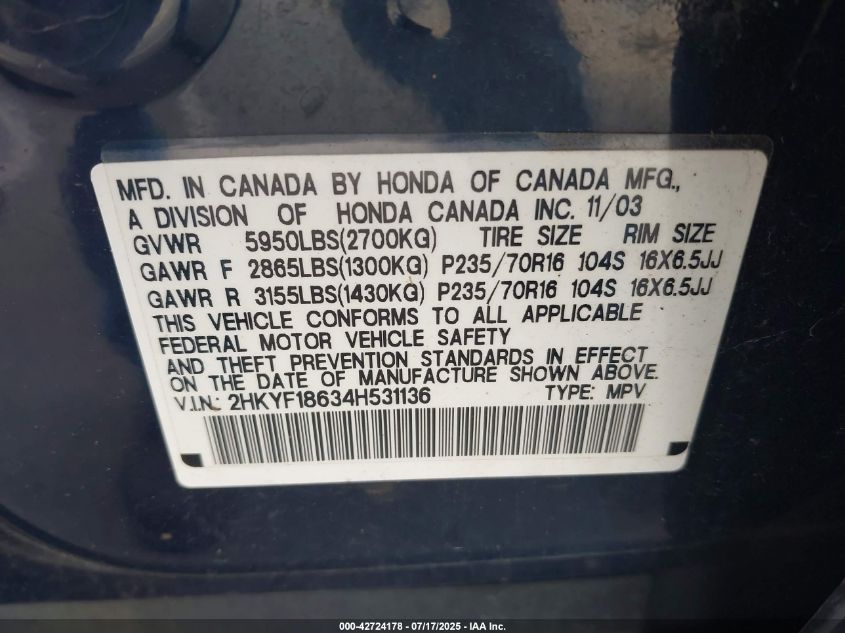 MFD. IN CANADA BY HONDA OF CANADA MFG.,
A DIVISION OF HONDA CANADA INC. 11/03
GVWR 5950LBS(2700KG) TIRE SIZE RIM SIZE
GAWR F 2865LBS(1300KG) P235/70R16 104S 16X6.5JJ
GAWR R 3155LBS(1430KG) P235/70R16 104S 16X6.5JJ
THIS VEHICLE CONFORMS TO ALL APPLICABLE
FEDERAL MOTOR VEHICLE SAFETY
AND THEFT PREVENTION STANDARDS IN EFFECT
ON THE DATE OF MANUFACTURE SHOWN ABOVE.
V.I.N.: 2HKYF18634H531136 TYPE: MPV
000-42724178 - 07/17/2025 - IAA Inc.